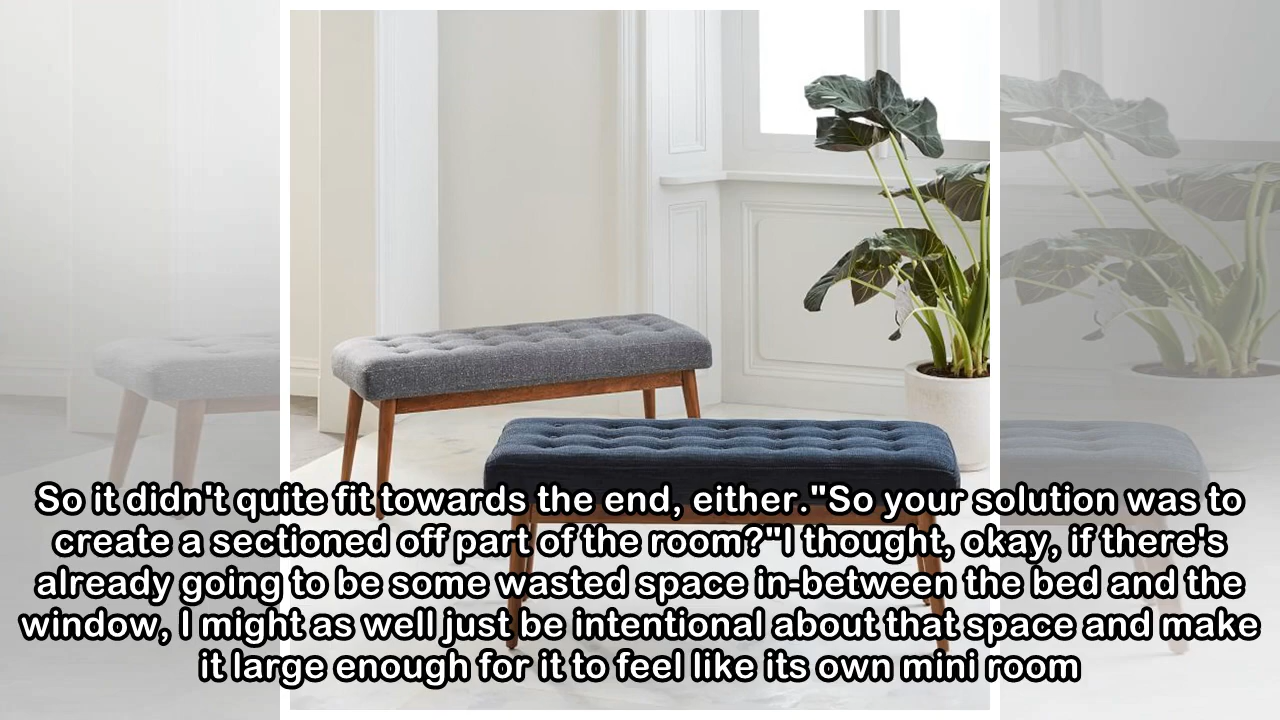 So it didn't quite fit towards the end, either."So your solution was to
create a sectioned off part of the room?"I thought, okay, if there's
already going to be some wasted space in-between the bed and the
window, I might as well just be intentional about that space and make
it large enough for it to feel like its own mini room